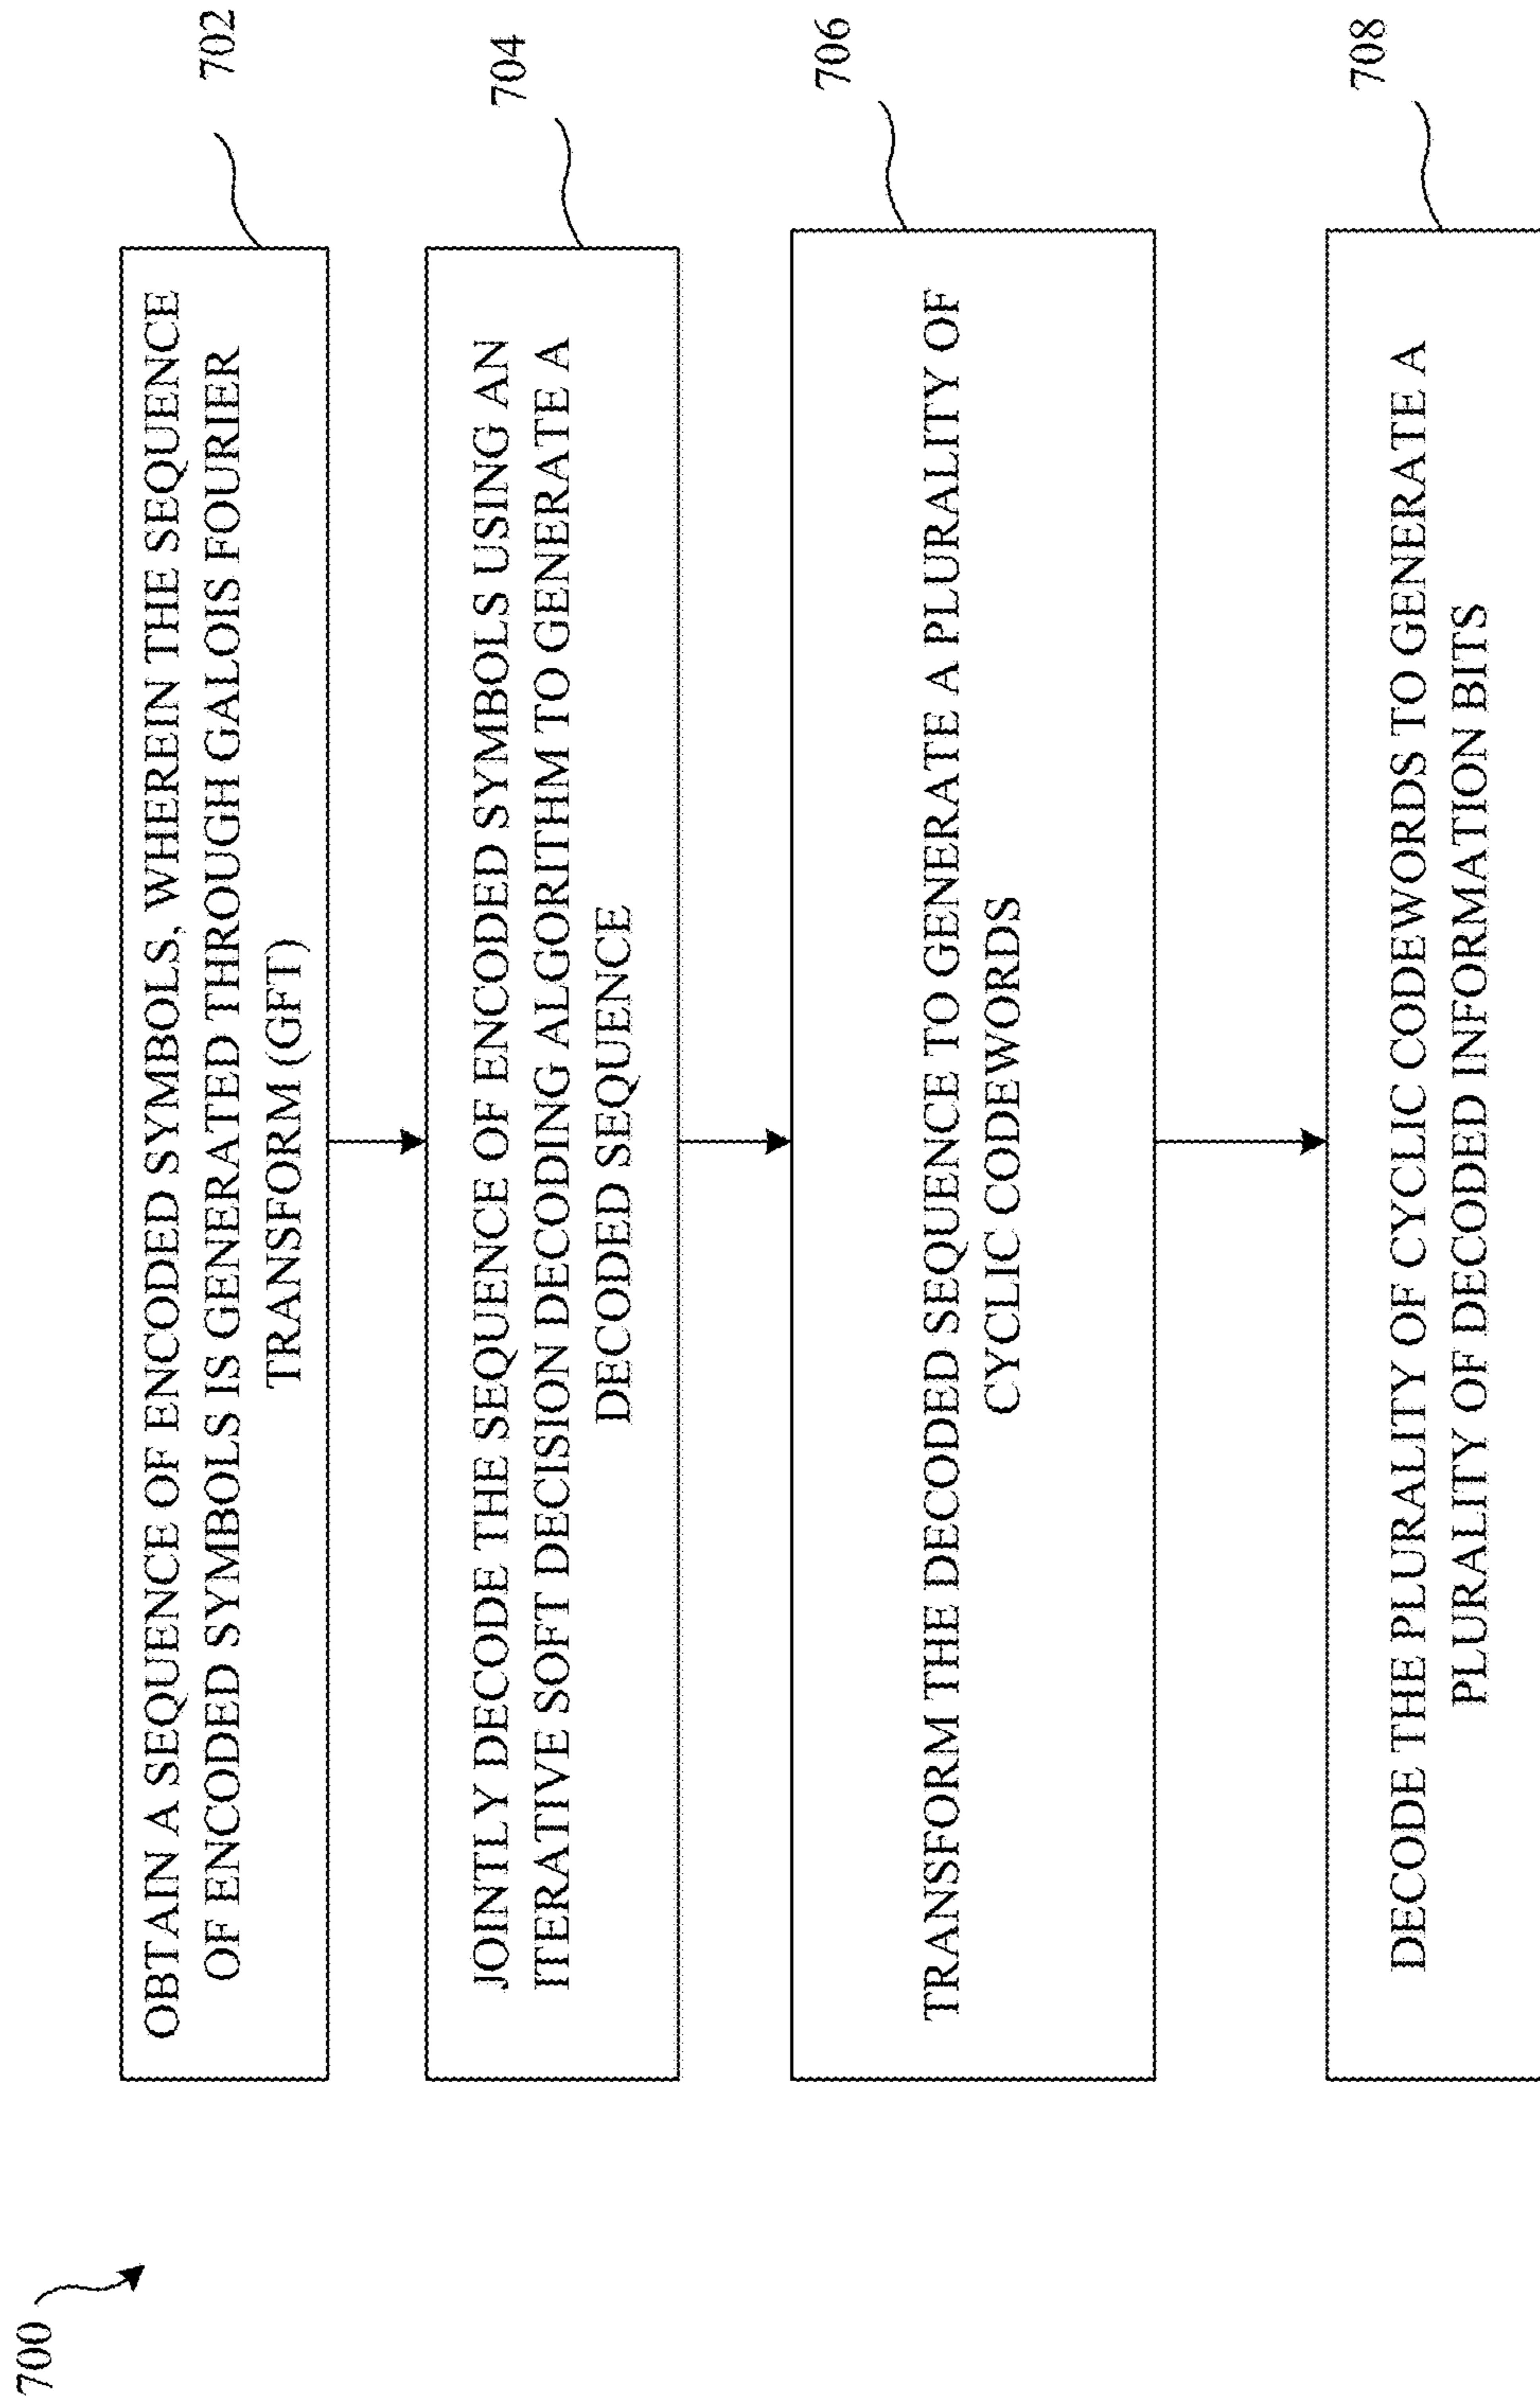 700
OBTAIN A SEQUENCE OF ENCODED SYMBOLS, WHEREIN THE SEQUENCE
OF ENCODED SYMBOLS IS GENERATED THROUGH GALOIS FOURIER
TRANSFORM (GFT)
702
JOINTLY DECODE THE SEQUENCE OF ENCODED SYMBOLS USING AN
ITERATIVE SOFT DECISION DECODING ALGORITHM TO GENERATE A
DECODED SEQUENCE
704
TRANSFORM THE DECODED SEQUENCE TO GENERATE A PLURALITY OF
CYCLIC CODEWORDS
706
DECODE THE PLURALITY OF CYCLIC CODEWORDS TO GENERATE A
PLURALITY OF DECODED INFORMATION BITS
708